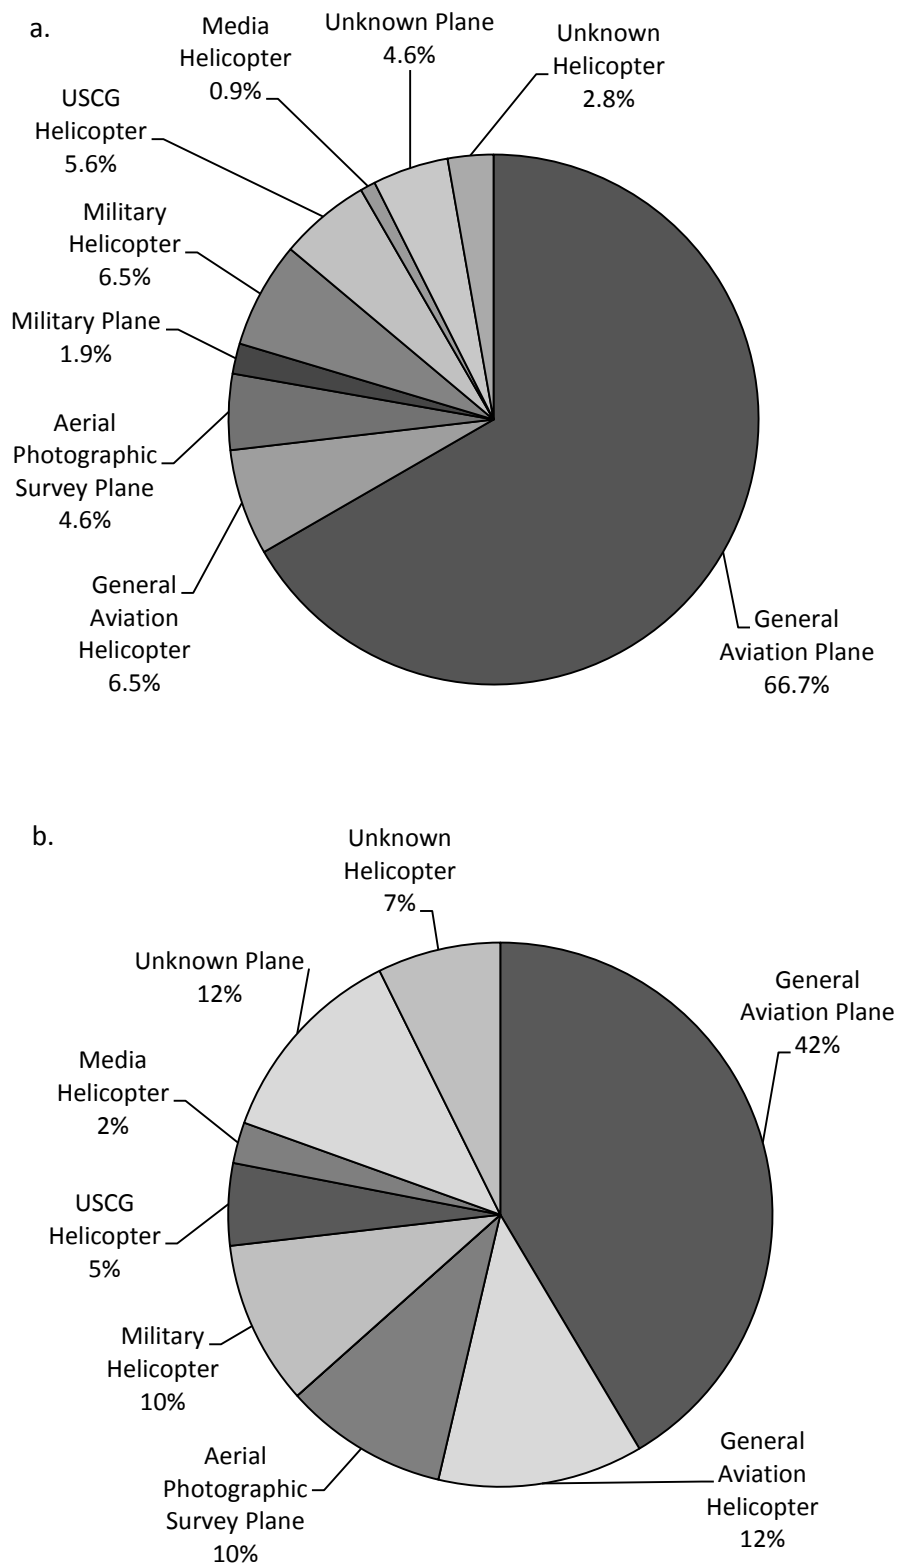 a.
Media
Helicopter
0.9%
Unknown Plane
4.6%
Unknown
Helicopter
2.8%
USCG
Helicopter
5.6%
Military
Helicopter
6.5%
Military Plane
1.9%
Aerial
Photographic
Survey Plane
4.6%
General
Aviation
Helicopter
6.5%
General
Aviation Plane
66.7%
b.
Unknown
Helicopter
7%
Unknown Plane
12%
General
Aviation Plane
42%
Media
Helicopter
2%
USCG
Helicopter
5%
Military
Helicopter
10%
Aerial
Photographic
Survey Plane
10%
General
Aviation
Helicopter
12%